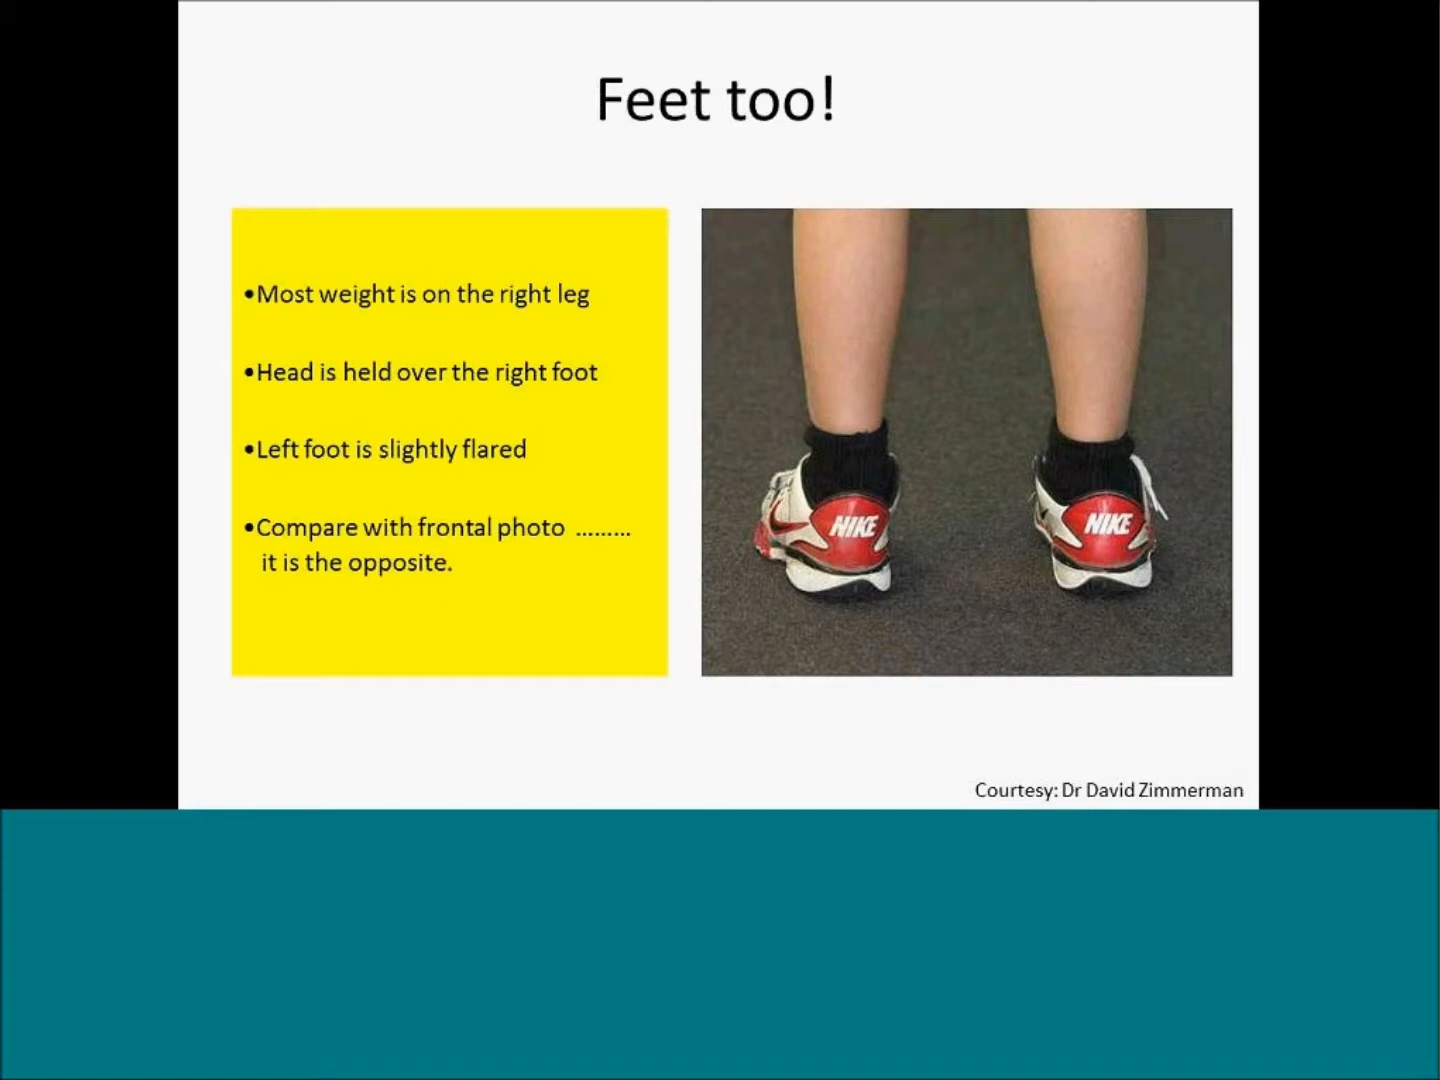 Feet too!
•Most weight is on the right leg
•Head is held over the right foot
•Left foot is slightly flared
•Compare with frontal photo ………
it is the opposite.
NIKE
NIKE
Courtesy: Dr David Zimmerman